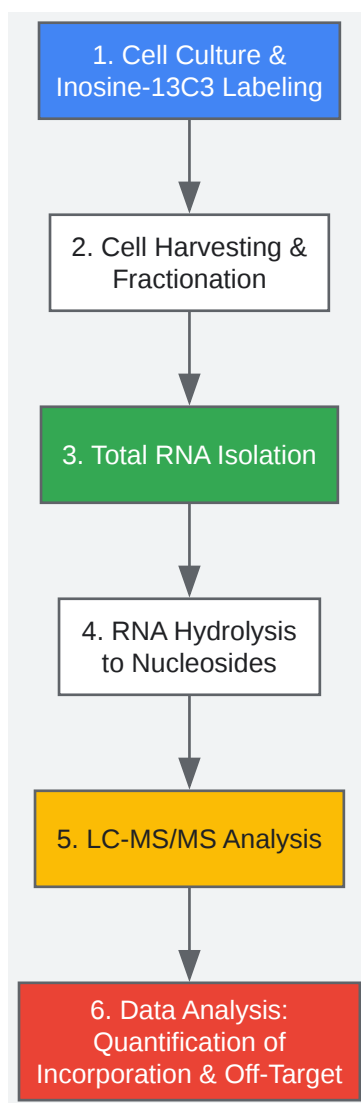 1. Cell Culture &
Inosine-13C3 Labeling
2. Cell Harvesting &
Fractionation
3. Total RNA Isolation
4. RNA Hydrolysis
to Nucleosides
5. LC-MS/MS Analysis
6. Data Analysis:
Quantification of
Incorporation & Off-Target